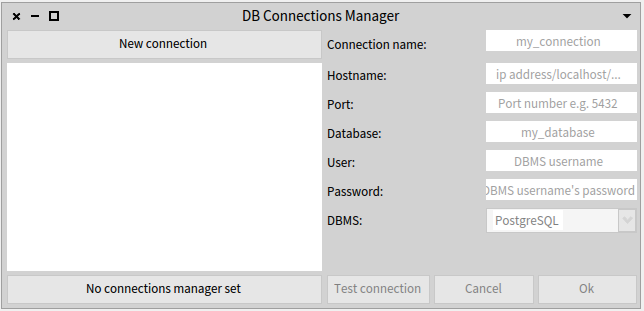 DB Connections Manager
New connection
Connection name: my_connection
Hostname: ip address/localhost/...
Port: Port number e.g. 5432
Database: my_database
User: DBMS username
Password: DBMS username's password
DBMS: PostgreSQL
No connections manager set
Test connection Cancel Ok